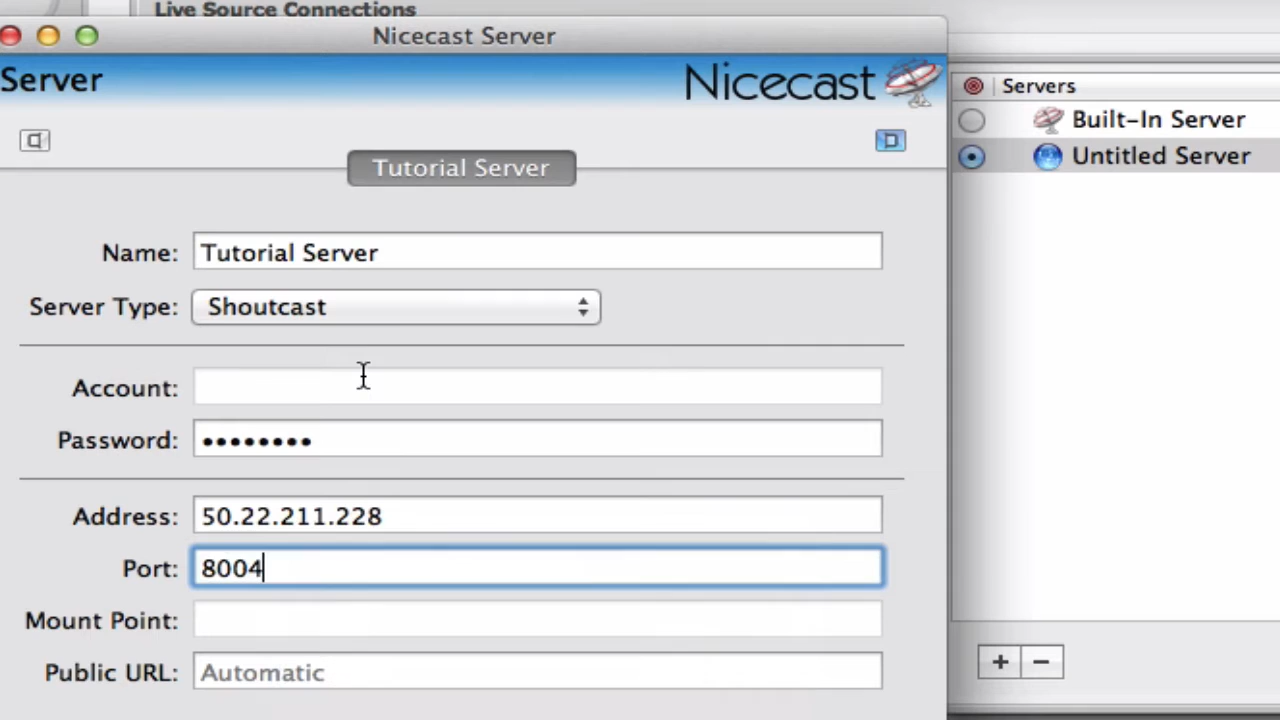 Live Source Connections
Nicecast Server
Server
Nicecast
Servers
Built-In Server
Untitled Server
Tutorial Server
Name: Tutorial Server
Server Type: Shoutcast
Account:
Password: ••••••••
Address: 50.22.211.228
Port: 8004
Mount Point:
Public URL: Automatic